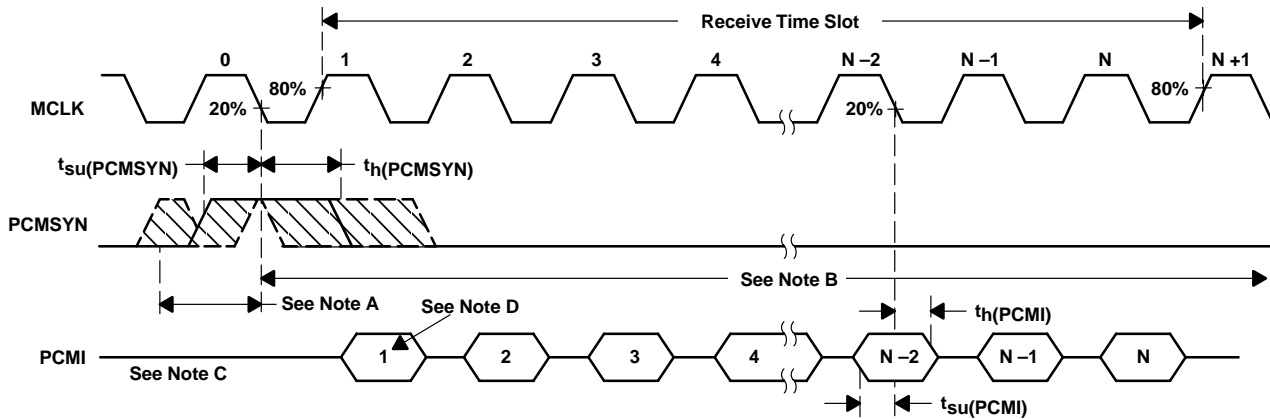 Receive Time Slot
0 1 2 3 4 N –2 N –1 N N +1
80% 80%
MCLK 20% 20%
tsu(PCMSYN) th(PCMSYN)
PCMSYN
See Note B
See Note A
See Note D th(PCMI)
PCMI 1 2 3 4 N –2 N –1 N
See Note C
tsu(PCMI)